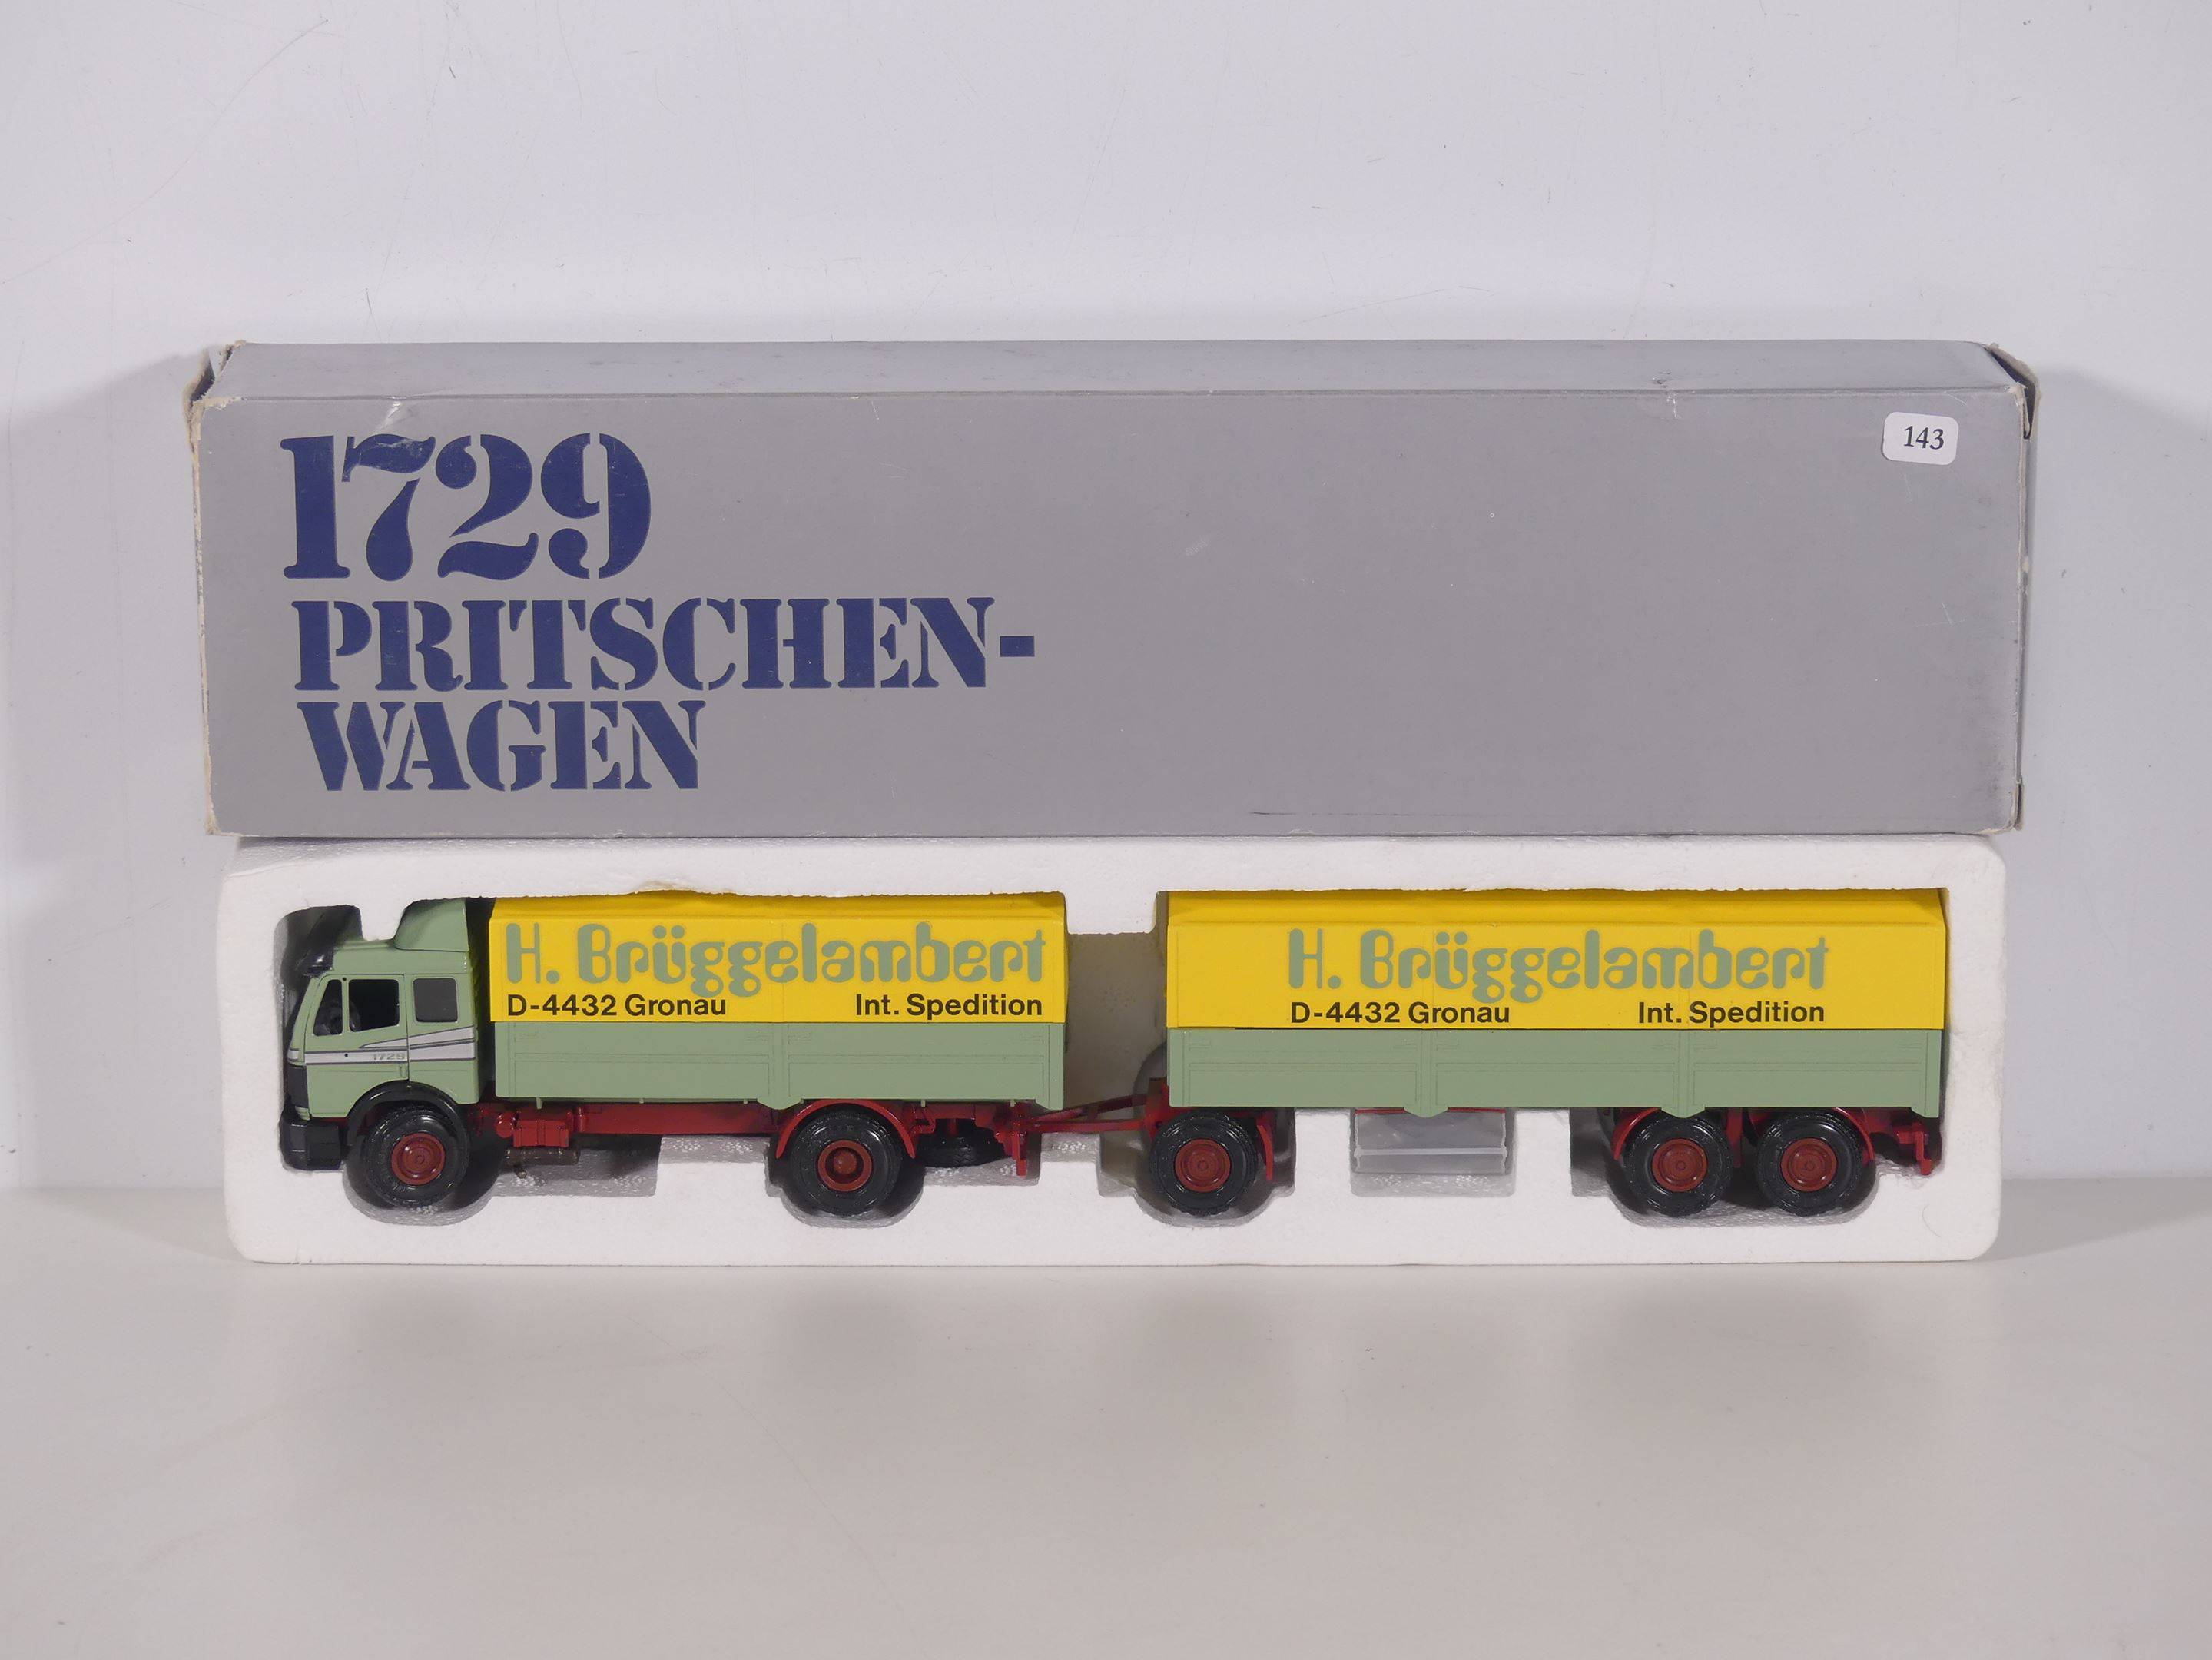 1729
PRITSCHEN-
WAGEN
143
H. Brüggelambert
D-4432 Gronau Int. Spedition
H. Brüggelambert
D-4432 Gronau Int. Spedition
1729